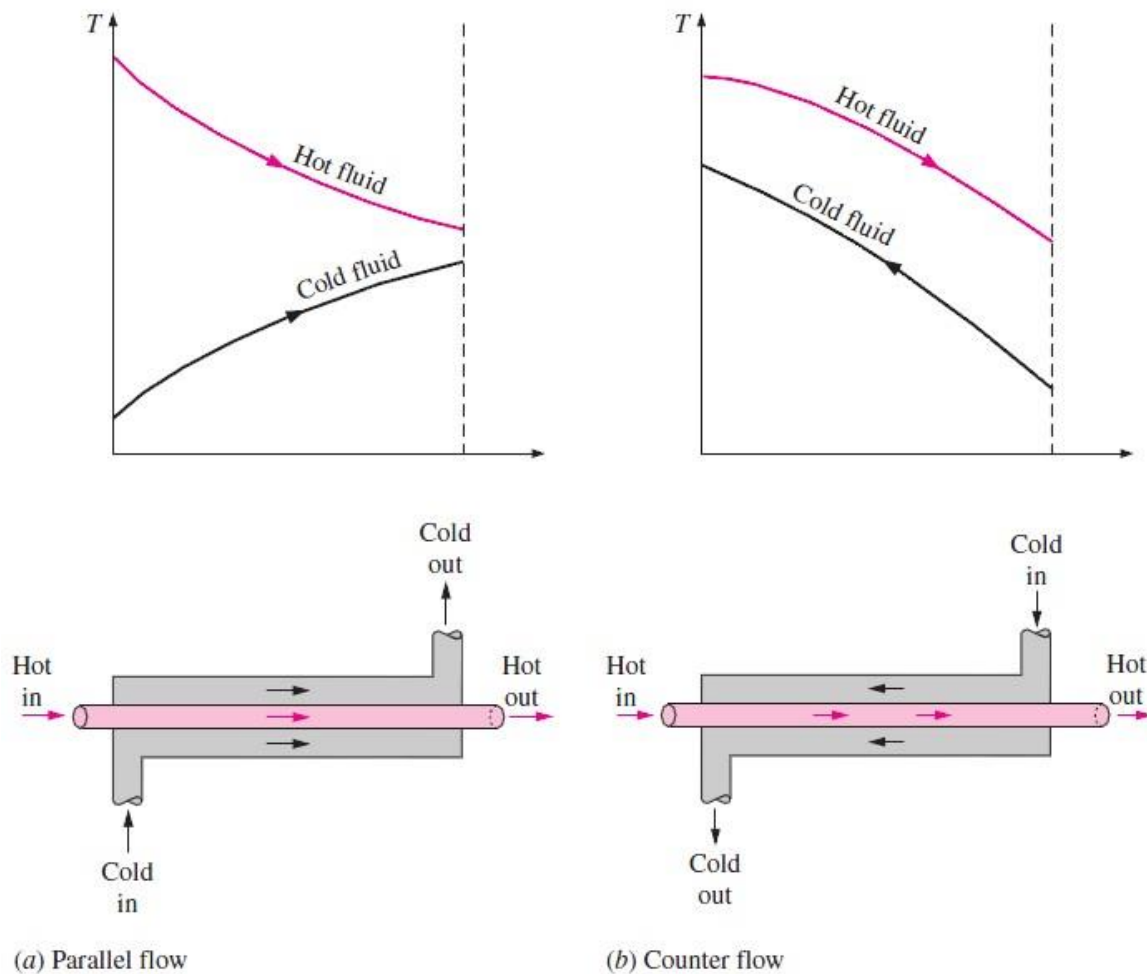 T
Hot fluid
Cold fluid
T
Hot fluid
Cold fluid
Cold
out
Hot
in
Hot
out
Cold
in
Cold
in
Hot
in
Hot
out
Cold
out
(a) Parallel flow
(b) Counter flow